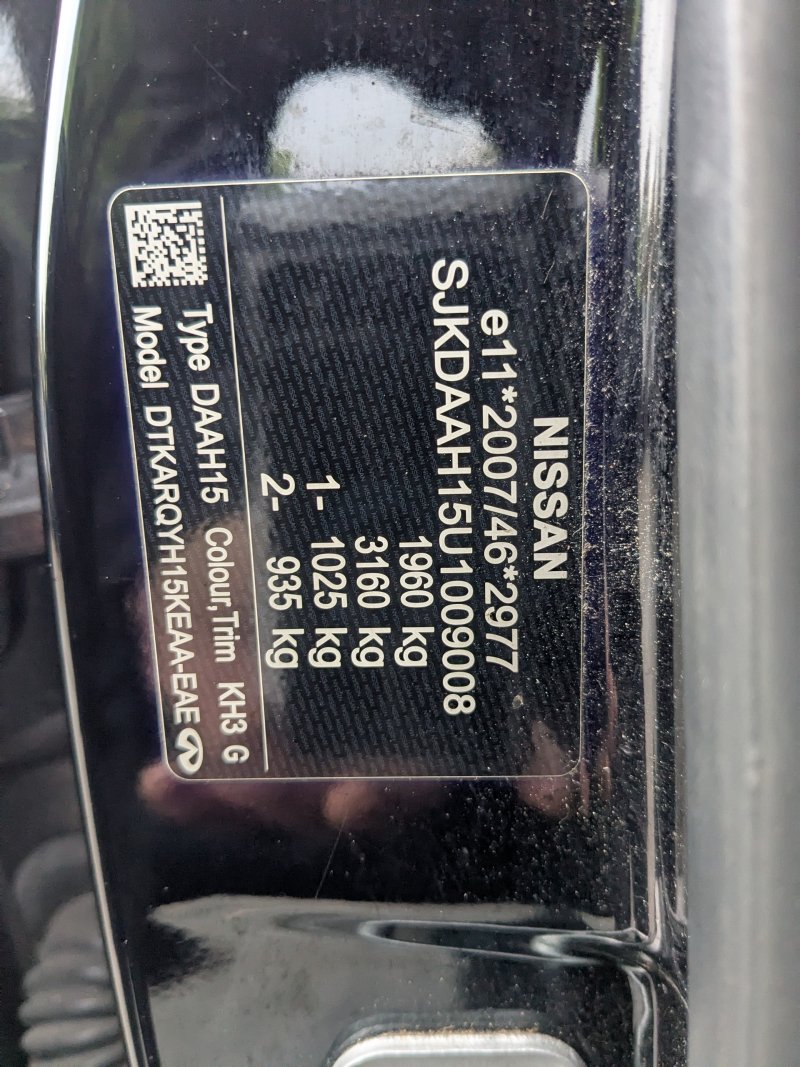 NISSAN
e11*2007/46*2977
SJKDAAH15U1009008
1960 kg
3160 kg
1- 1025 kg
2- 935 kg
Type DAAH15 Colour,Trim KH3 G
Model DTKARQYH15KEAA-EAE